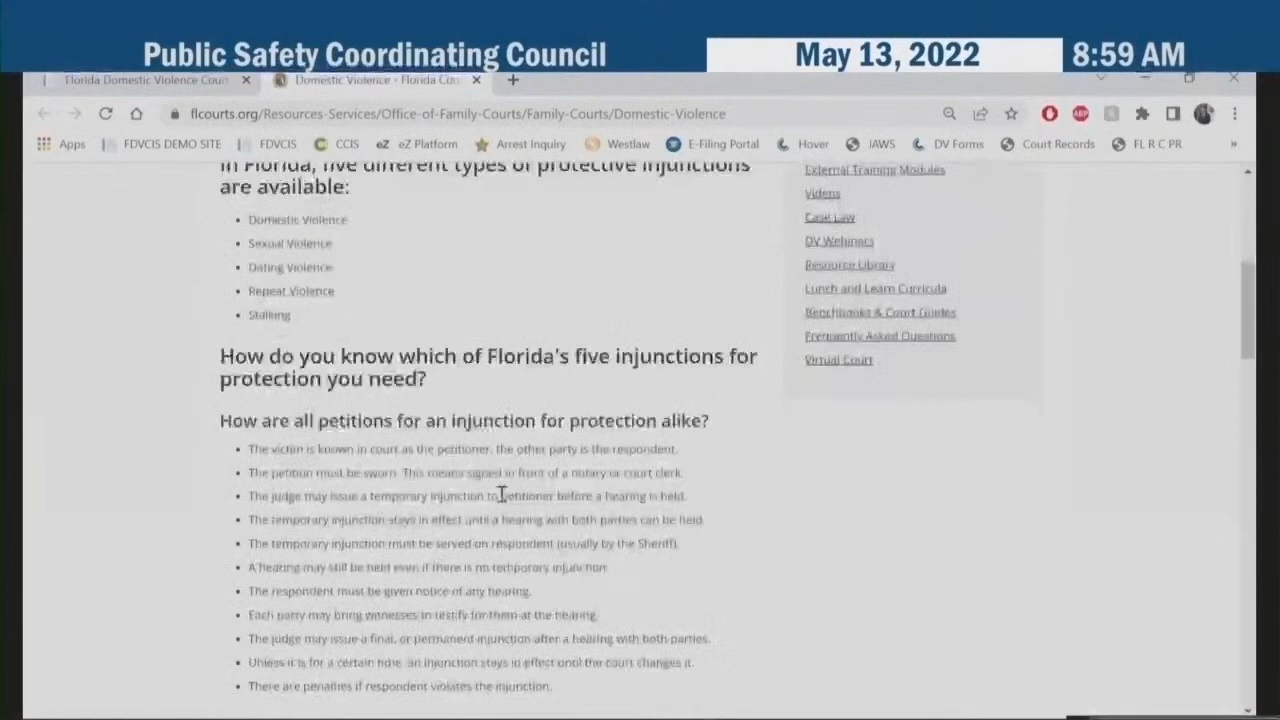 Public Safety Coordinating Council
May 13, 2022
8:59 AM
Florida Domestic Violence Cour
Domestic Violence - Florida Cou
flcourts.org/Resources-Services/Office-of-Family-Courts/Family-Courts/Domestic-Violence
Apps FDVCIS DEMO SITE FDVCIS CCIS eZ Platform Arrest Inquiry Westlaw E-Filing Portal Hover JAWS DV Forms Court Records FL R C PR »
In Florida, five different types of protective injunctions
are available:
• Domestic Violence
• Sexual Violence
• Dating Violence
• Repeat Violence
• Stalking
How do you know which of Florida's five injunctions for
protection you need?
How are all petitions for an injunction for protection alike?
• The victim is known in court as the petitioner, the other party is the respondent.
• The petition must be sworn. This means signed in front of a notary or court clerk.
• The judge may issue a temporary injunction to petitioner before a hearing is held.
• The temporary injunction stays in effect until a hearing with both parties can be held.
• The temporary injunction must be served on respondent (usually by the Sheriff).
• A hearing may still be held even if there is no temporary injunction.
• The respondent must be given notice of any hearing.
• Each party may bring witnesses to testify for them at the hearing.
• The judge may issue a final, or permanent injunction after a hearing with both parties.
• Unless it is for a certain time, an injunction stays in effect until the court changes it.
• There are penalties if respondent violates the injunction.
External Training Modules
Videos
Case Law
DV Webinars
Resource Library
Lunch and Learn Curricula
Benchbooks & Court Guides
Frequently Asked Questions
Virtual Court